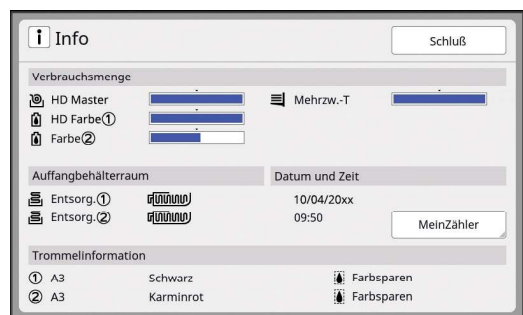 i Info
Schluß
Verbrauchsmenge
HD Master
Mehrzw.-T
HD Farbe①
Farbe②
Auffangbehälterraum
Datum und Zeit
Entsorg.①
10/04/20xx
Entsorg.②
09:50
MeinZähler
Trommelinformation
① A3 Schwarz Farbsparen
② A3 Karminrot Farbsparen